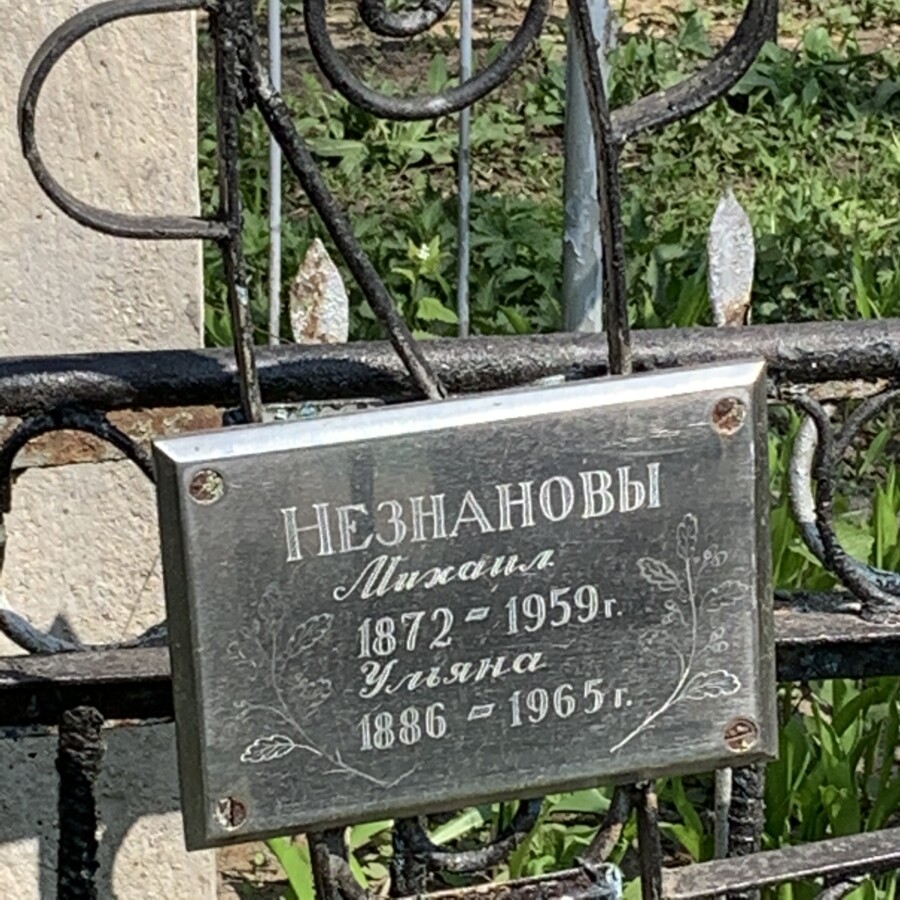 НЕЗНАНОВЫ
Михаил
1872 - 1959г.
Ульяна
1886 - 1965г.